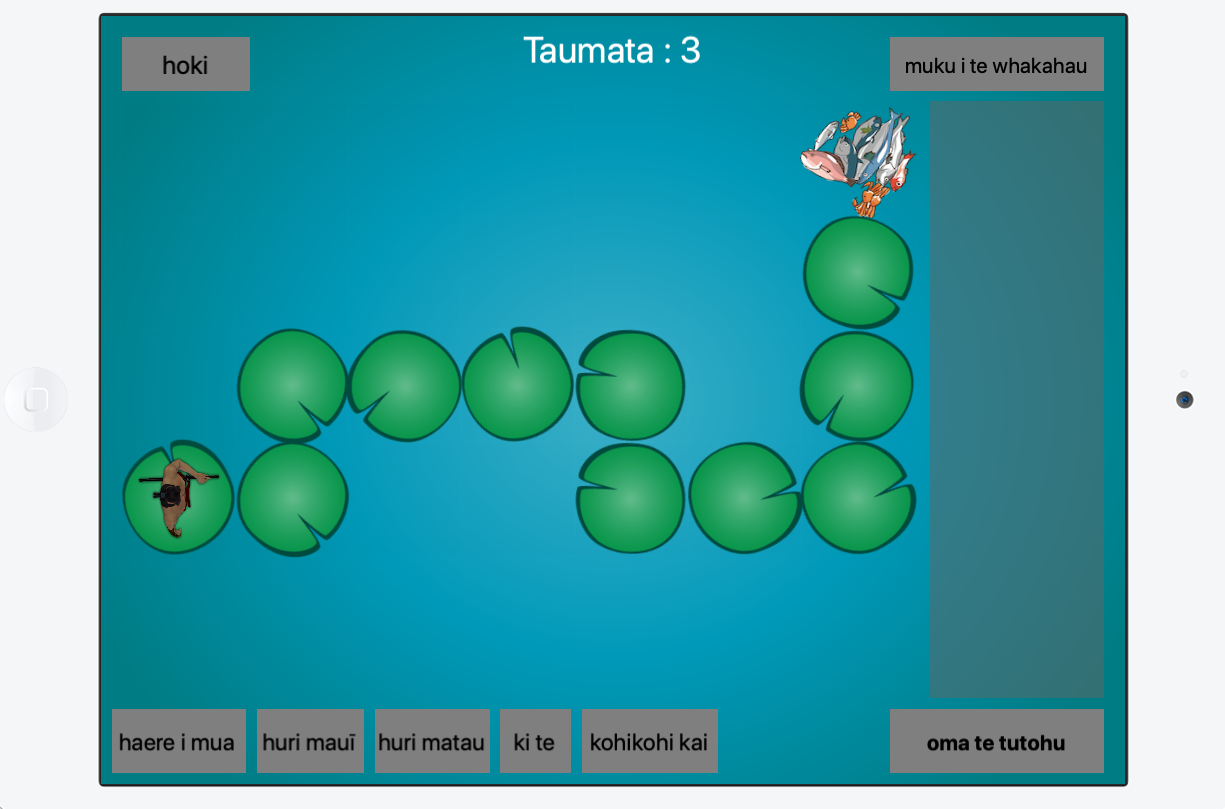 hoki
Taumata : 3
muku i te whakahau
haere i mua
huri mauī
huri matau
ki te
kohikohi kai
oma te tutohu